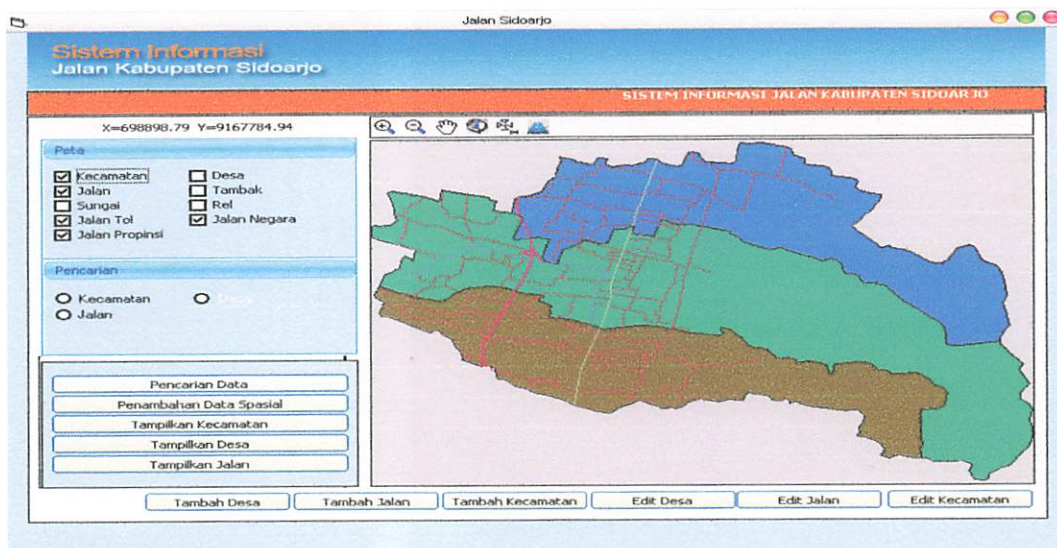 Jalan Sidoarjo
Sistem Informasi
Jalan Kabupaten Sidoarjo
SISTEM INFORMASI JALAN KABUPATEN SIDOARJO
X=698898.79 Y=9167784.94
Peta
Kecamatan Desa
Jalan Tambak
Sungai Rel
Jalan Tol Jalan Negara
Jalan Propinsi
Pencarian
Kecamatan
Jalan
Pencarian Data
Penambahan Data Spasial
Tampilkan Kecamatan
Tampilkan Desa
Tampilkan Jalan
Tambah Desa Tambah Jalan Tambah Kecamatan Edit Desa Edit Jalan Edit Kecamatan